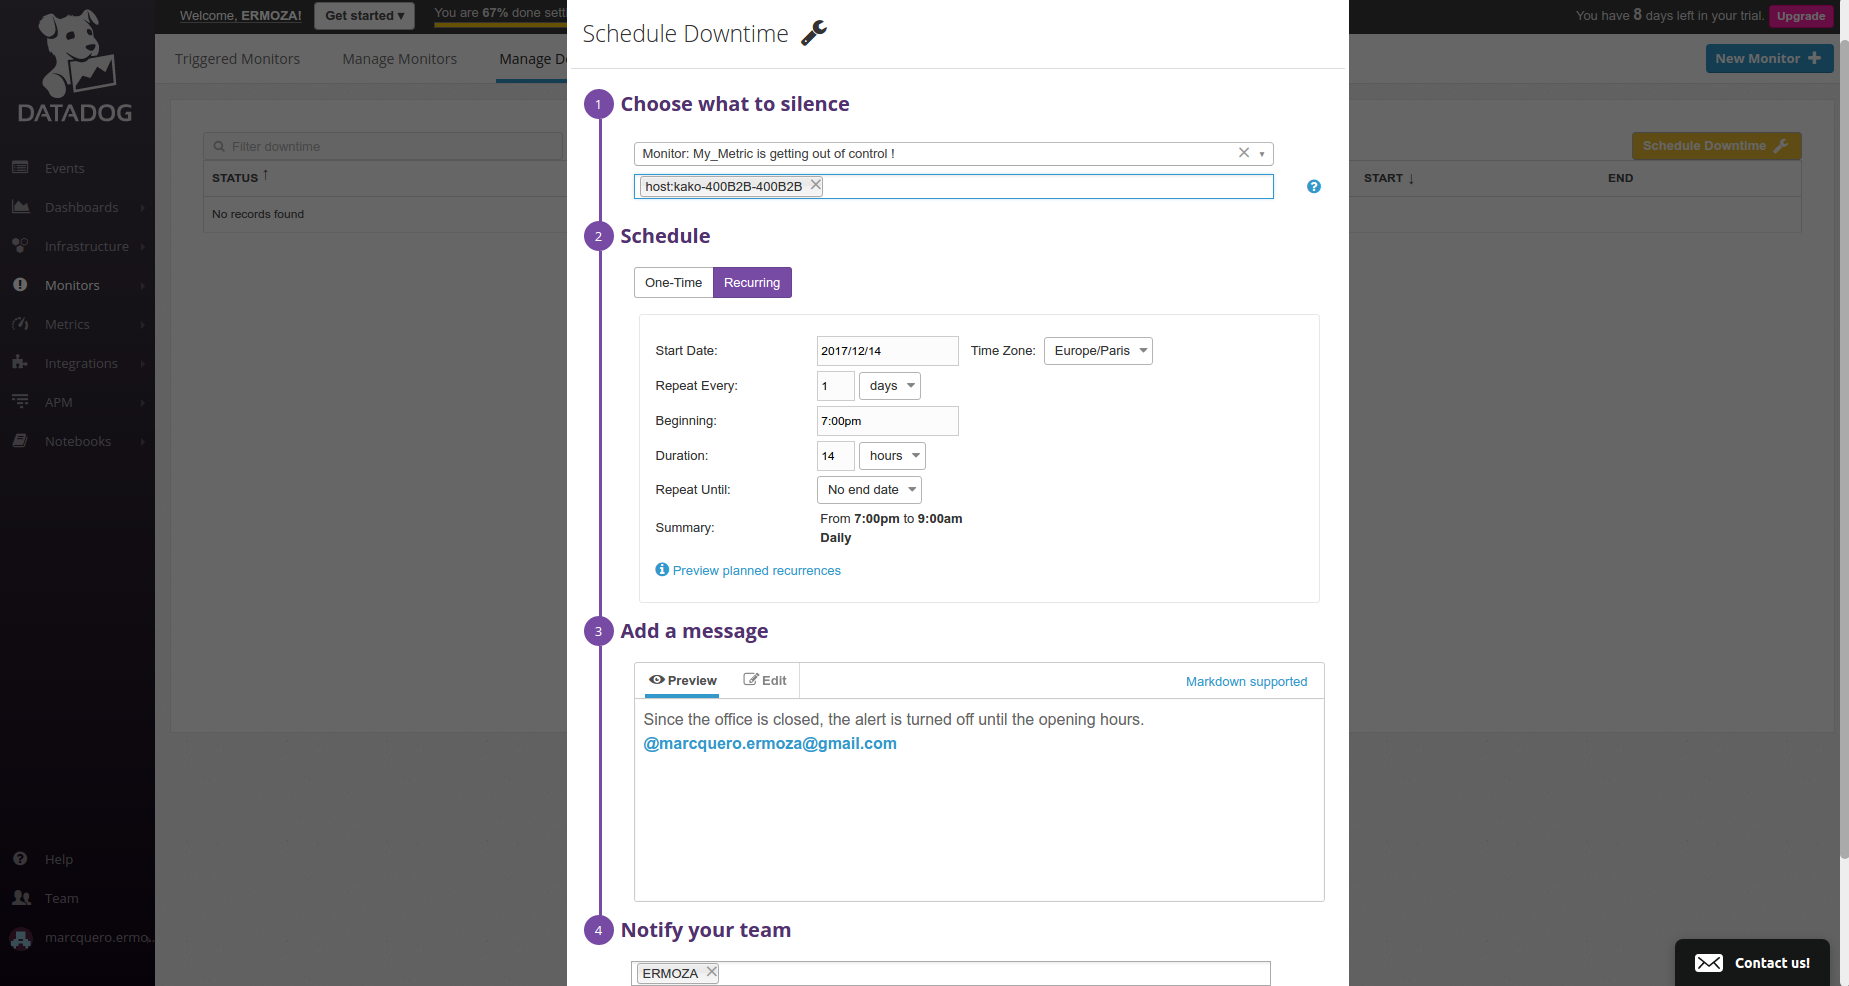 Welcome, ERMOZA!
Get started ▾
You are 67% done sett
You have 8 days left in your trial.
Upgrade
DATADOG
Events
Dashboards
Infrastructure
Monitors
Metrics
Integrations
APM
Notebooks
Help
Team
marcquero.ermo...
Triggered Monitors
Manage Monitors
Manage D
New Monitor
Filter downtime
Schedule Downtime
STATUS ↑
START ↓
END
No records found
Schedule Downtime
1 Choose what to silence
Monitor: My_Metric is getting out of control !
host:kako-400B2B-400B2B
2 Schedule
One-Time Recurring
Start Date: 2017/12/14 Time Zone: Europe/Paris
Repeat Every: 1 days
Beginning: 7:00pm
Duration: 14 hours
Repeat Until: No end date
Summary: From 7:00pm to 9:00am
Daily
Preview planned recurrences
3 Add a message
Preview Edit Markdown supported
Since the office is closed, the alert is turned off until the opening hours.
@marcquero.ermoza@gmail.com
4 Notify your team
ERMOZA
Contact us!